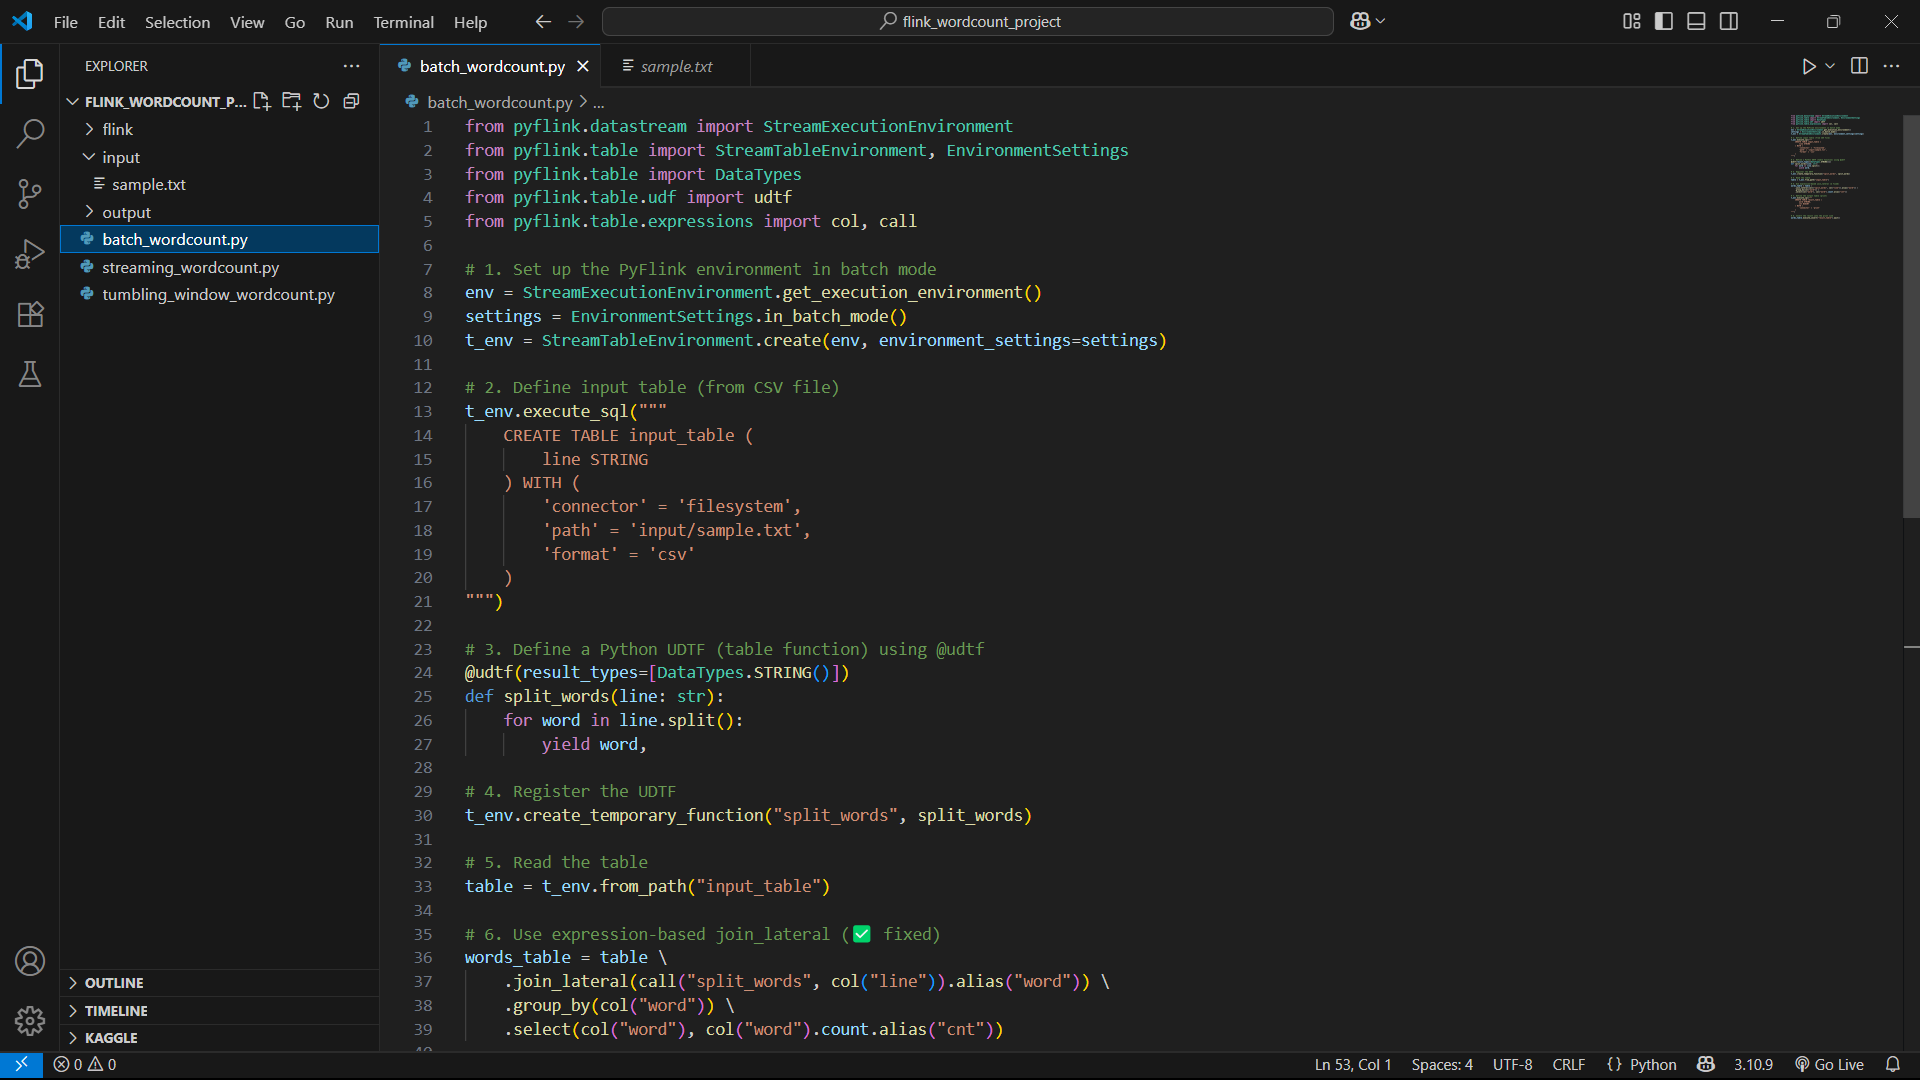 File Edit Selection View Go Run Terminal Help
flink_wordcount_project
EXPLORER
FLINK_WORDCOUNT_P...
flink
input
sample.txt
output
batch_wordcount.py
streaming_wordcount.py
tumbling_window_wordcount.py
OUTLINE
TIMELINE
KAGGLE
batch_wordcount.py
sample.txt
batch_wordcount.py > ...
1 from pyflink.datastream import StreamExecutionEnvironment
2 from pyflink.table import StreamTableEnvironment, EnvironmentSettings
3 from pyflink.table import DataTypes
4 from pyflink.table.udf import udtf
5 from pyflink.table.expressions import col, call
6
7 # 1. Set up the PyFlink environment in batch mode
8 env = StreamExecutionEnvironment.get_execution_environment()
9 settings = EnvironmentSettings.in_batch_mode()
10 t_env = StreamTableEnvironment.create(env, environment_settings=settings)
11
12 # 2. Define input table (from CSV file)
13 t_env.execute_sql("""
14     CREATE TABLE input_table (
15         line STRING
16     ) WITH (
17         'connector' = 'filesystem',
18         'path' = 'input/sample.txt',
19         'format' = 'csv'
20     )
21 """)
22
23 # 3. Define a Python UDTF (table function) using @udtf
24 @udtf(result_types=[DataTypes.STRING()])
25 def split_words(line: str):
26     for word in line.split():
27         yield word,
28
29 # 4. Register the UDTF
30 t_env.create_temporary_function("split_words", split_words)
31
32 # 5. Read the table
33 table = t_env.from_path("input_table")
34
35 # 6. Use expression-based join_lateral (✅ fixed)
36 words_table = table \
37     .join_lateral(call("split_words", col("line")).alias("word")) \
38     .group_by(col("word")) \
39     .select(col("word"), col("word").count.alias("cnt"))
0 0
Ln 53, Col 1 Spaces: 4 UTF-8 CRLF {} Python 3.10.9 Go Live